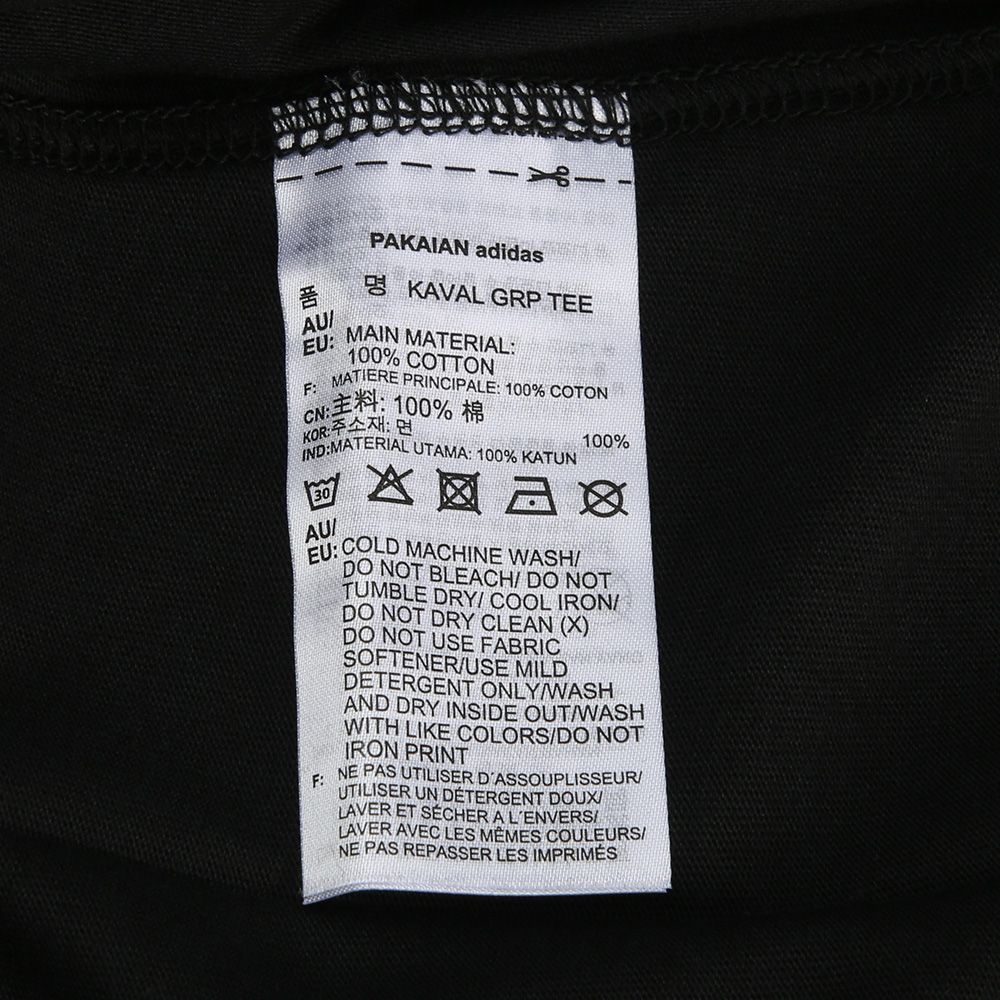 PAKAIAN adidas
품 명 KAVAL GRP TEE
AU/
EU: MAIN MATERIAL:
100% COTTON
F: MATIERE PRINCIPALE: 100% COTON
CN: 主料: 100% 棉
KOR: 주소재: 면 100%
IND: MATERIAL UTAMA: 100% KATUN
30
AU/
EU: COLD MACHINE WASH/
DO NOT BLEACH/ DO NOT
TUMBLE DRY/ COOL IRON/
DO NOT DRY CLEAN (X)
DO NOT USE FABRIC
SOFTENER/USE MILD
DETERGENT ONLY/WASH
AND DRY INSIDE OUT/WASH
WITH LIKE COLORS/DO NOT
IRON PRINT
F: NE PAS UTILISER D´ASSOUPLISSEUR/
UTILISER UN DÉTERGENT DOUX/
LAVER ET SÉCHER A L´ENVERS/
LAVER AVEC LES MÊMES COULEURS/
NE PAS REPASSER LES IMPRIMÉS